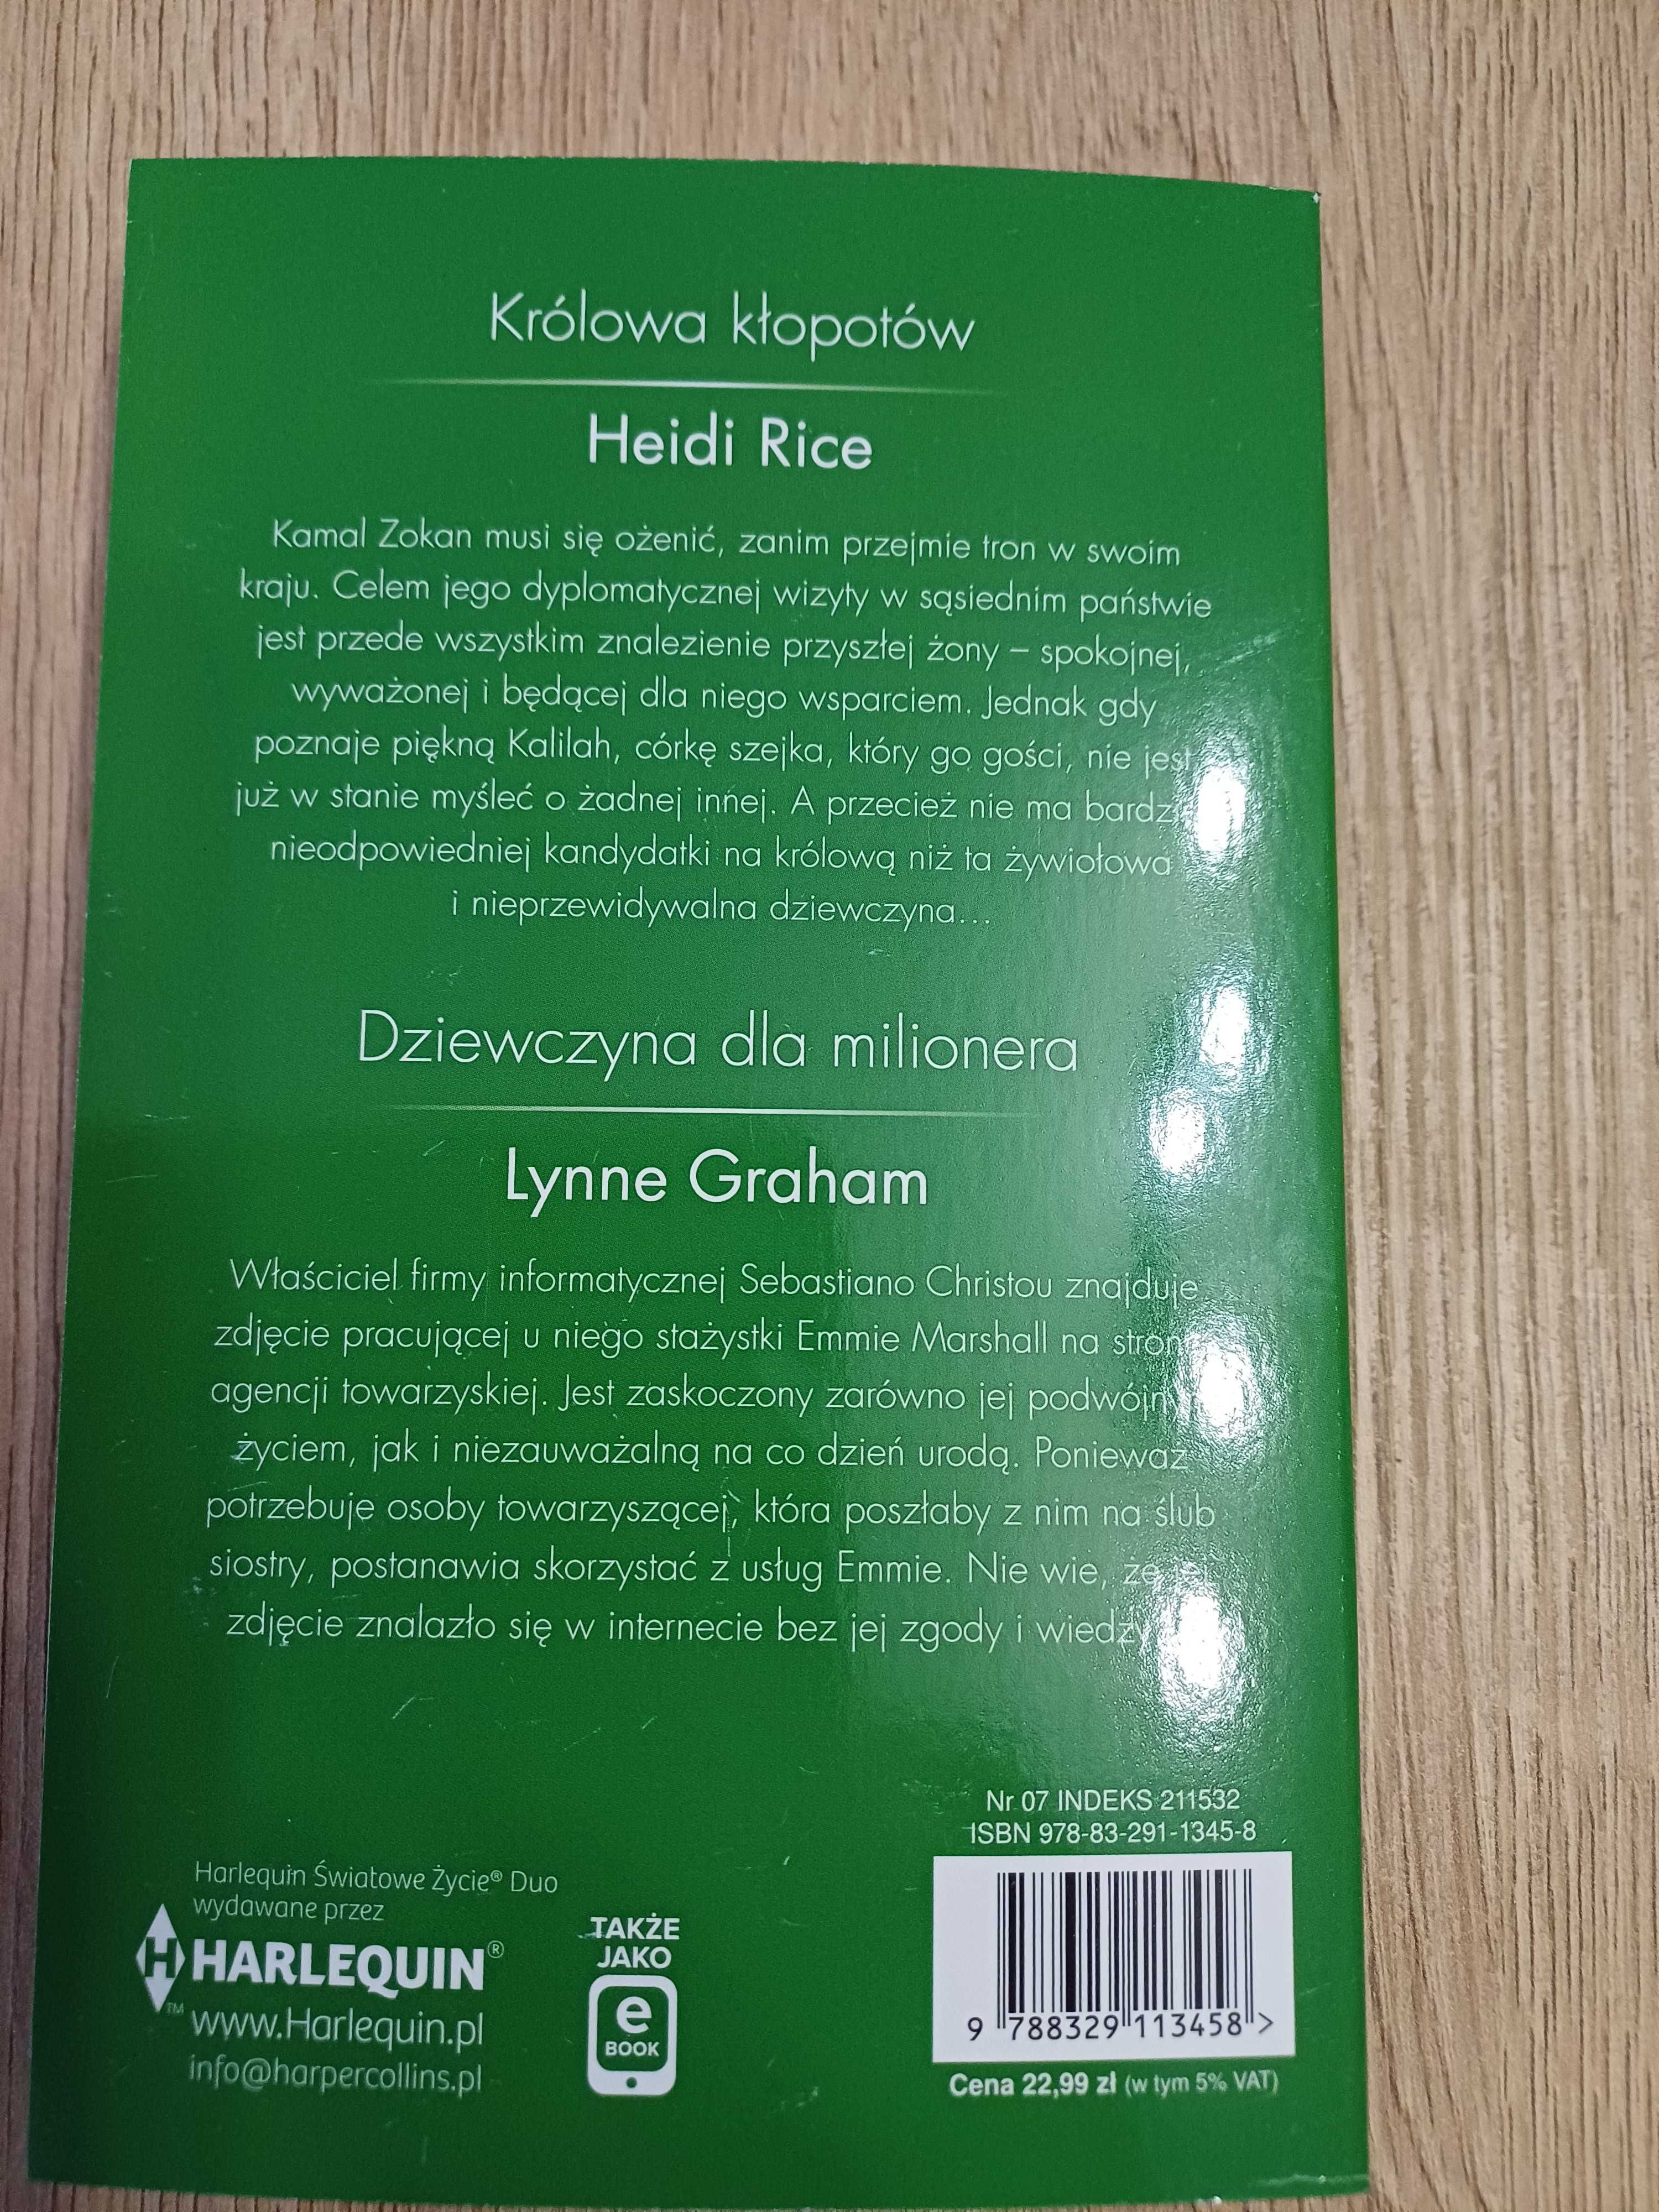 Królowa kłopotów
Heidi Rice
Kamal Zokan musi się ożenić, zanim przejmie tron w swoim
kraju. Celem jego dyplomatycznej wizyty w sąsiednim państwie
jest przede wszystkim znalezienie przyszłej żony – spokojnej,
wyważonej i będącej dla niego wsparciem. Jednak gdy
poznaje piękną Kalilah, córkę szejka, który go gości, nie jest
już w stanie myśleć o żadnej innej. A przecież nie ma
nieodpowiedniej kandydatki na królową niż ta żywiołowa
i nieprzewidywalna dziewczyna...
Dziewczyna dla milionera
Lynne Graham
Właściciel firmy informatycznej Sebastiano Christou znajduje
zdjęcie pracującej u niego stażystki Emmie Marshall na
agencji towarzyskiej. Jest zaskoczony zarówno jej
życiem, jak i niezauważalną na co dzień urodą. Ponieważ
potrzebuje osoby towarzyszącej, która poszłaby z nim na ślub
siostry, postanawia skorzystać z usług Emmie. Nie wie, że jej
zdjęcie znalazło się w internecie bez jej zgody i
Nr 07 INDEKS 211532
ISBN 978-83-291-1345-8
Harlequin Światowe Życie® Duo
wydawane przez
HARLEQUIN®
™
www.Harlequin.pl
info@harpercollins.pl
TAKŻE
JAKO
e
BOOK
9 788329 113458 >
Cena 22,99 zł (w tym 5% VAT)